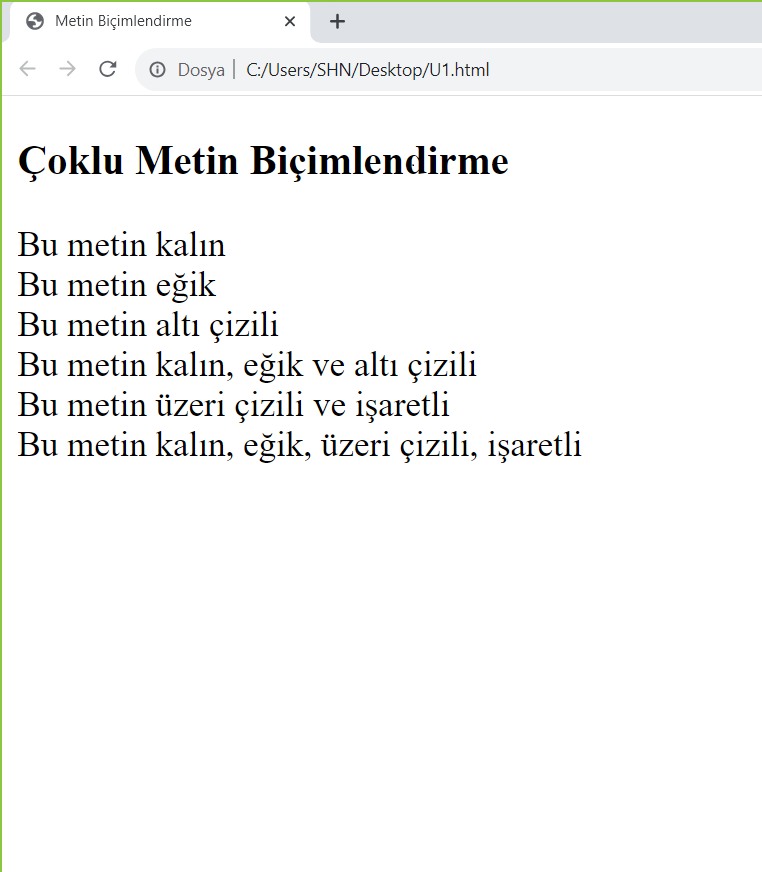 Metin Biçimlendirme
Dosya | C:/Users/SHN/Desktop/U1.html
Çoklu Metin Biçimlendirme
Bu metin kalın
Bu metin eğik
Bu metin altı çizili
Bu metin kalın, eğik ve altı çizili
Bu metin üzeri çizili ve işaretli
Bu metin kalın, eğik, üzeri çizili, işaretli